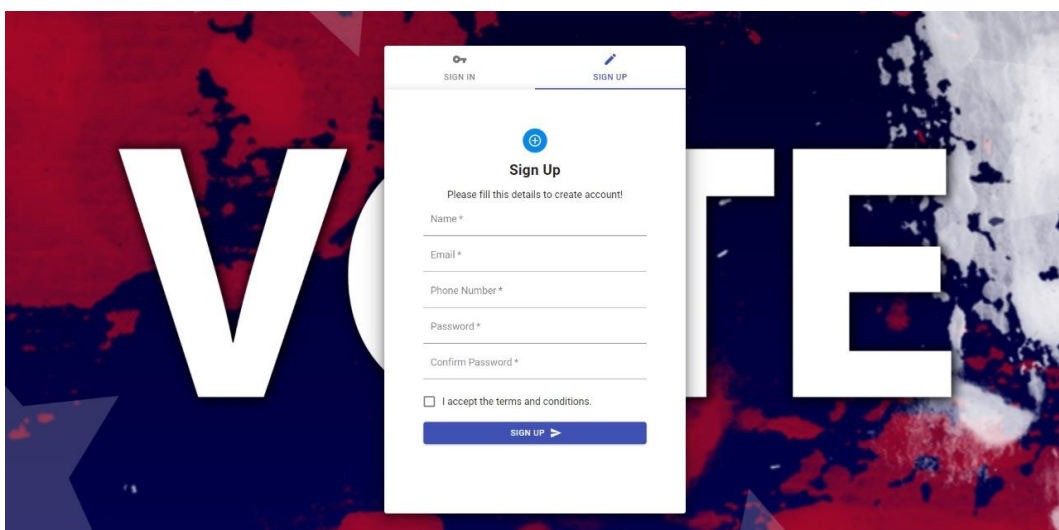 VOTE
SIGN IN
SIGN UP
Sign Up
Please fill this details to create account!
Name *
Email *
Phone Number *
Password *
Confirm Password *
I accept the terms and conditions.
SIGN UP